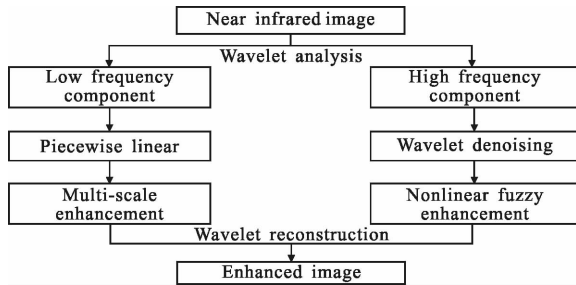 Near infrared image
Wavelet analysis
Low frequency
component
High frequency
component
Piecewise linear
Wavelet denoising
Multi-scale
enhancement
Nonlinear fuzzy
enhancement
Wavelet reconstruction
Enhanced image